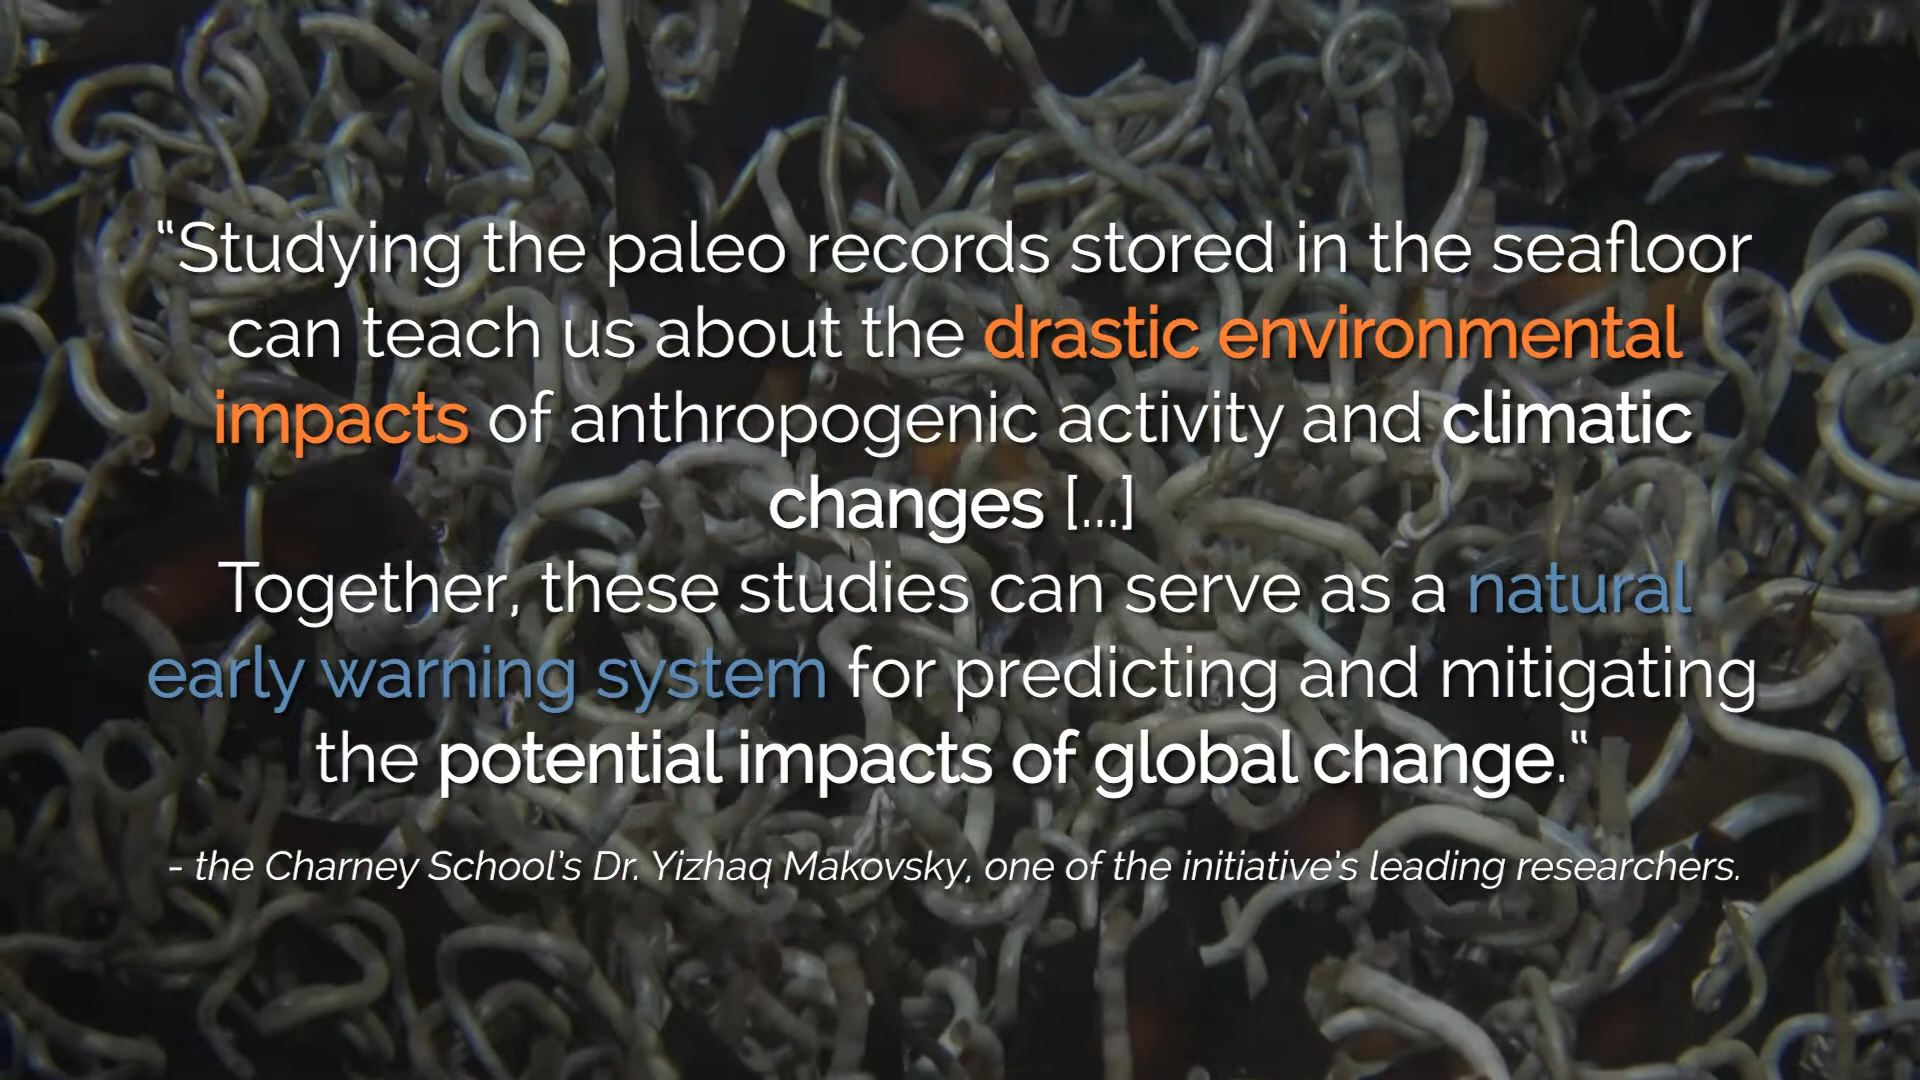 “Studying the paleo records stored in the seafloor
can teach us about the drastic environmental
impacts of anthropogenic activity and climatic
changes [...]
Together, these studies can serve as a natural
early warning system for predicting and mitigating
the potential impacts of global change.“
- the Charney School's Dr. Yizhaq Makovsky, one of the initiative's leading researchers.